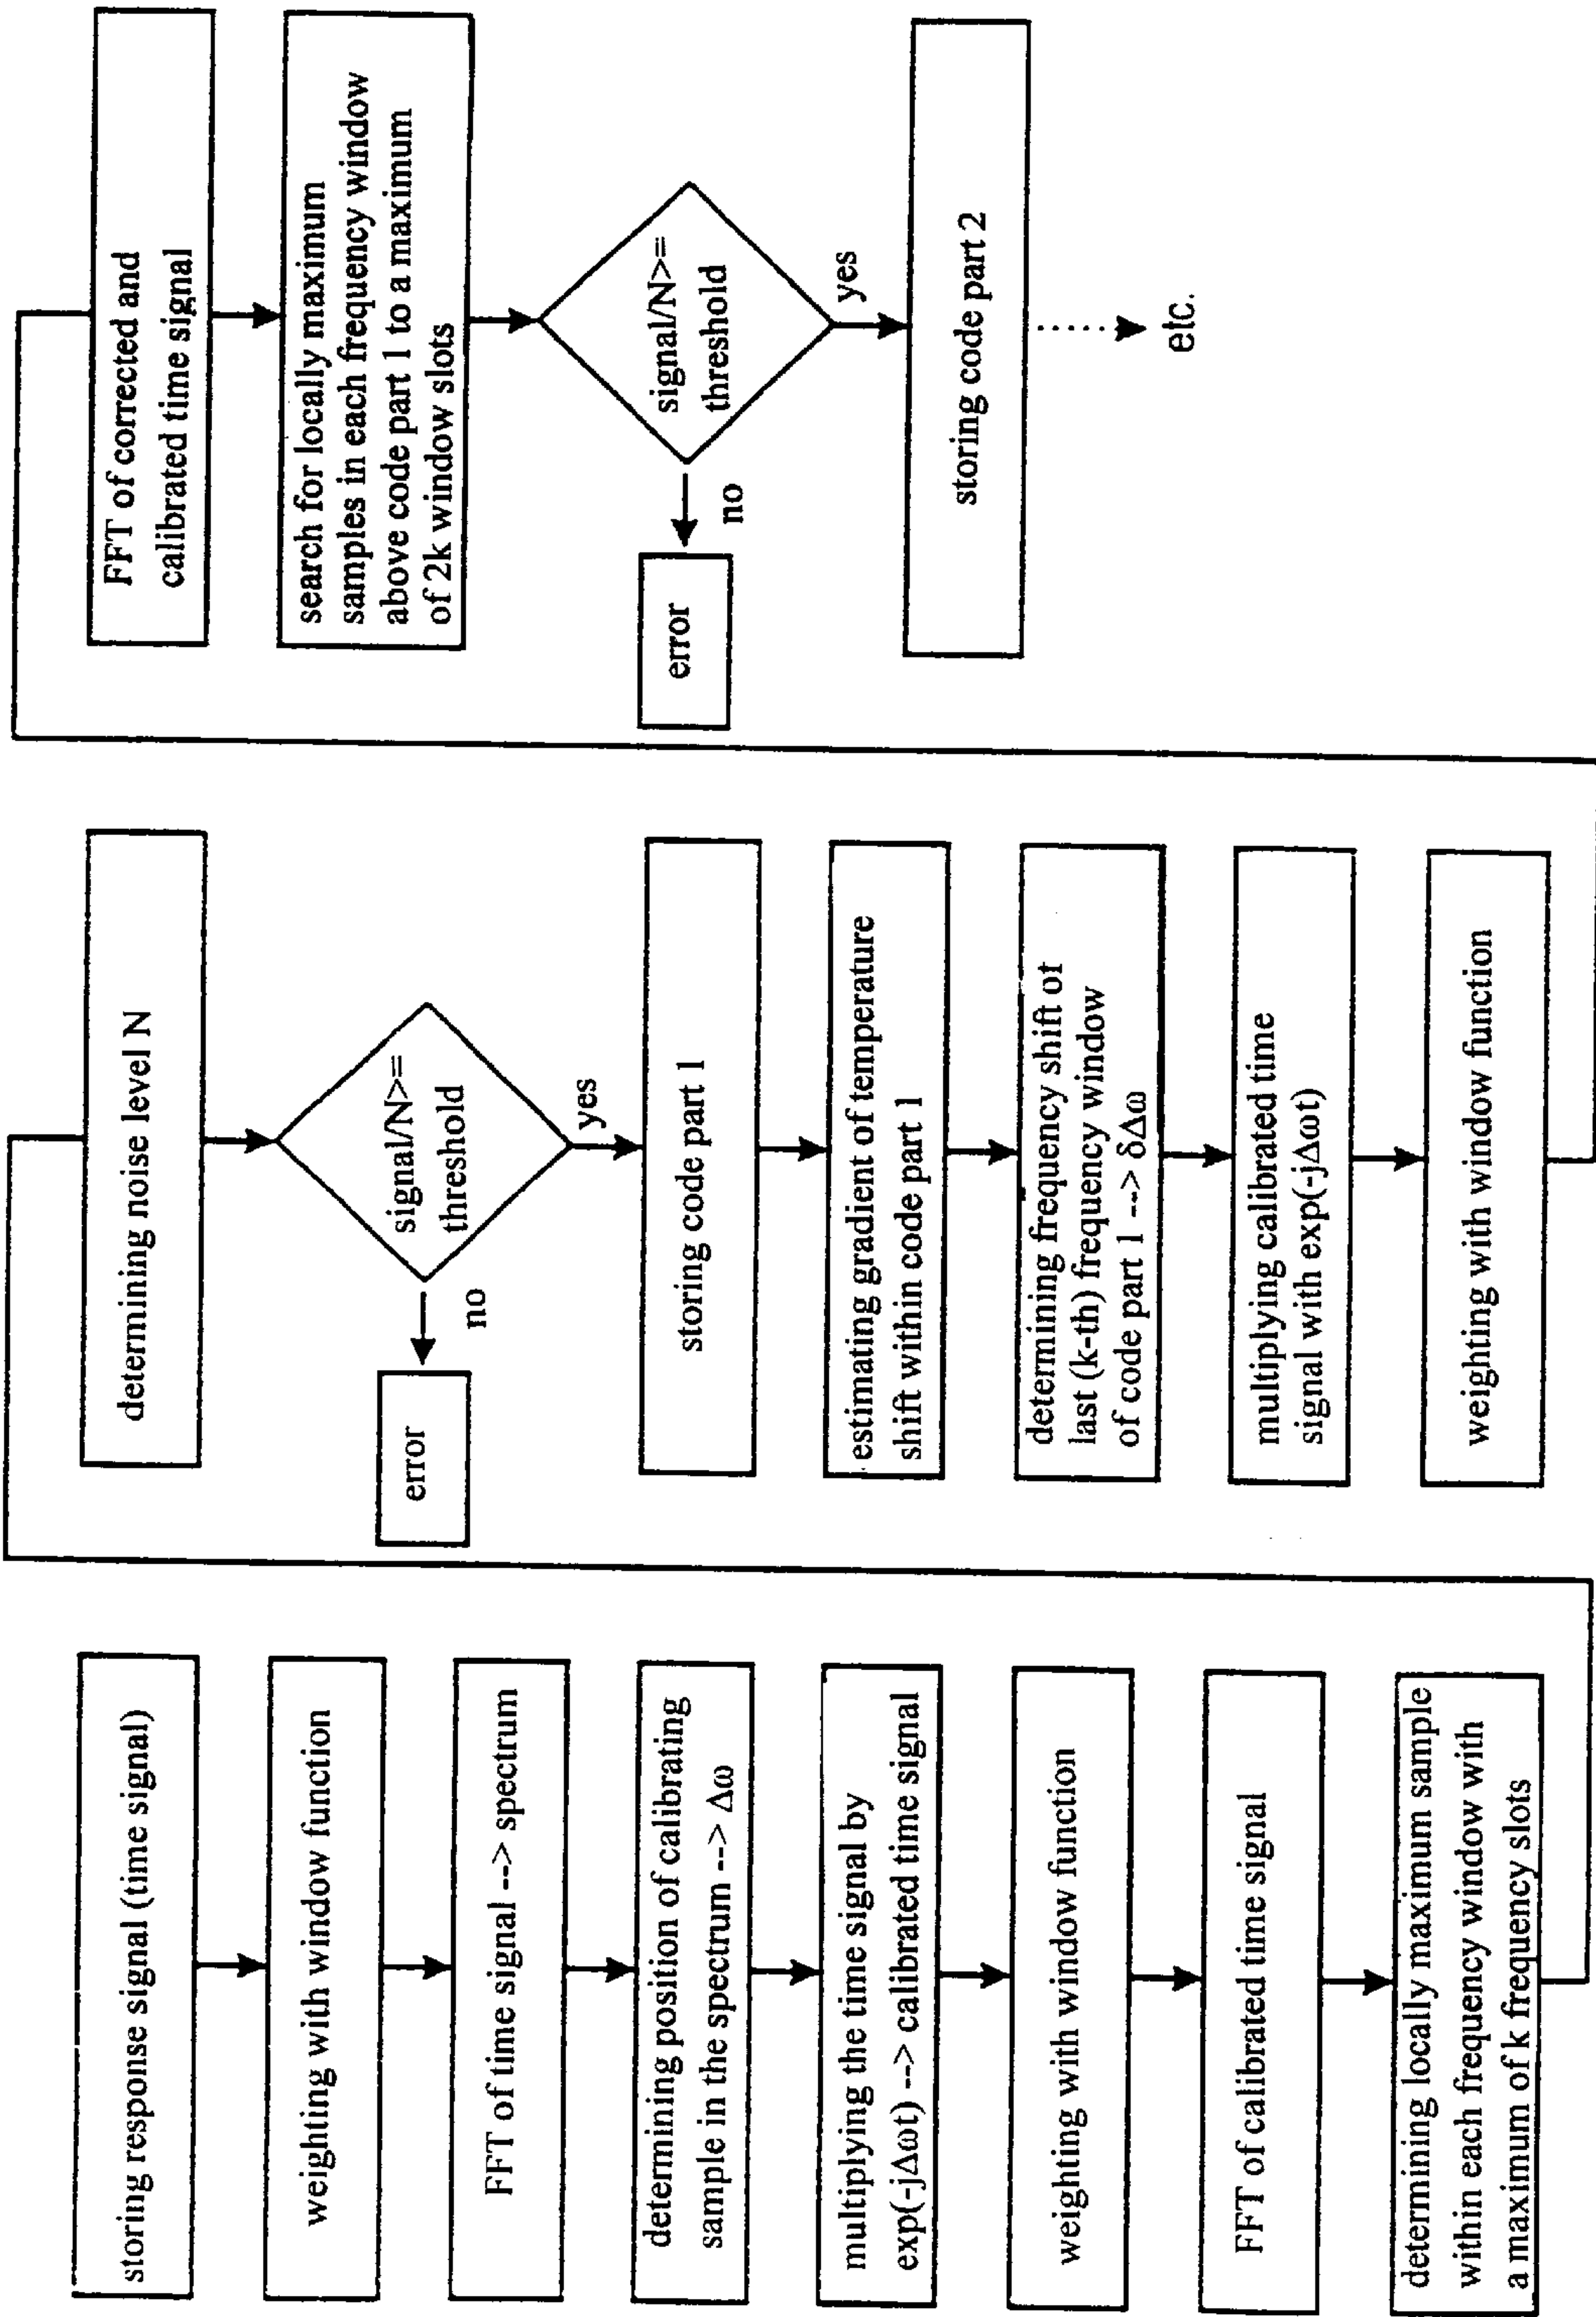 storing response signal (time signal)
weighting with window function
FFT of time signal --> spectrum
determining position of calibrating
sample in the spectrum --> Δω
multiplying the time signal by
exp(-jΔωt) --> calibrated time signal
weighting with window function
FFT of calibrated time signal
determining locally maximum sample
within each frequency window with
a maximum of k frequency slots
determining noise level N
signal/N>=
threshold
no
error
yes
storing code part 1
estimating gradient of temperature
shift within code part 1
determining frequency shift of
last (k-th) frequency window
of code part 1 --> δΔω
multiplying calibrated time
signal with exp(-jΔωt)
weighting with window function
FFT of corrected and
calibrated time signal
search for locally maximum
samples in each frequency window
above code part 1 to a maximum
of 2k window slots
signal/N>=
threshold
no
error
yes
storing code part 2
etc.